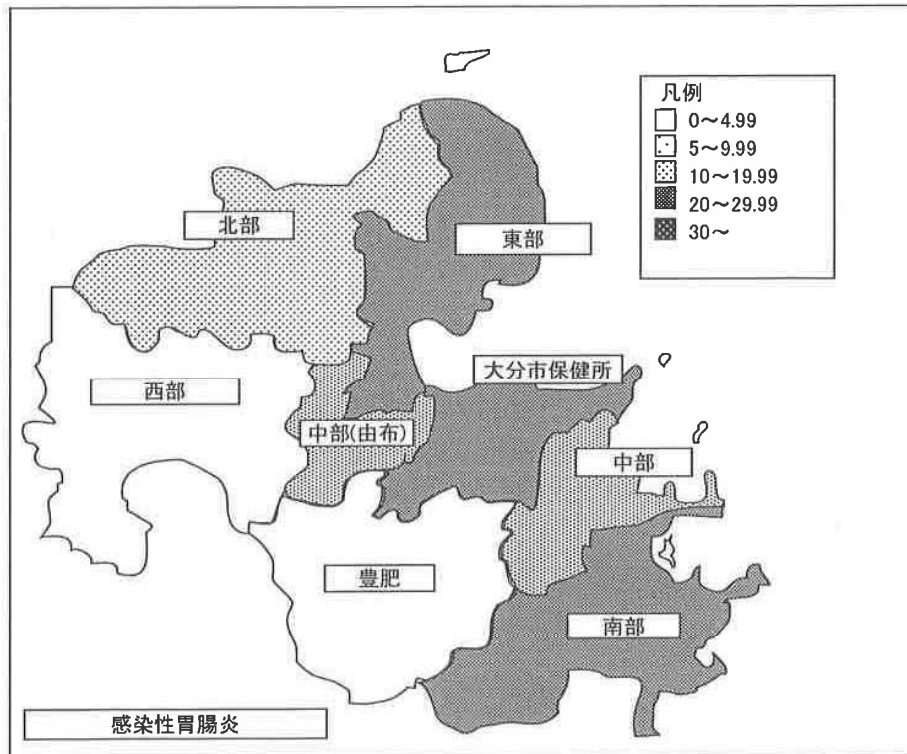 凡例
0～4.99
5～9.99
10～19.99
20～29.99
30～
北部
東部
大分市保健所
西部
中部(由布)
中部
豊肥
南部
感染性胃腸炎